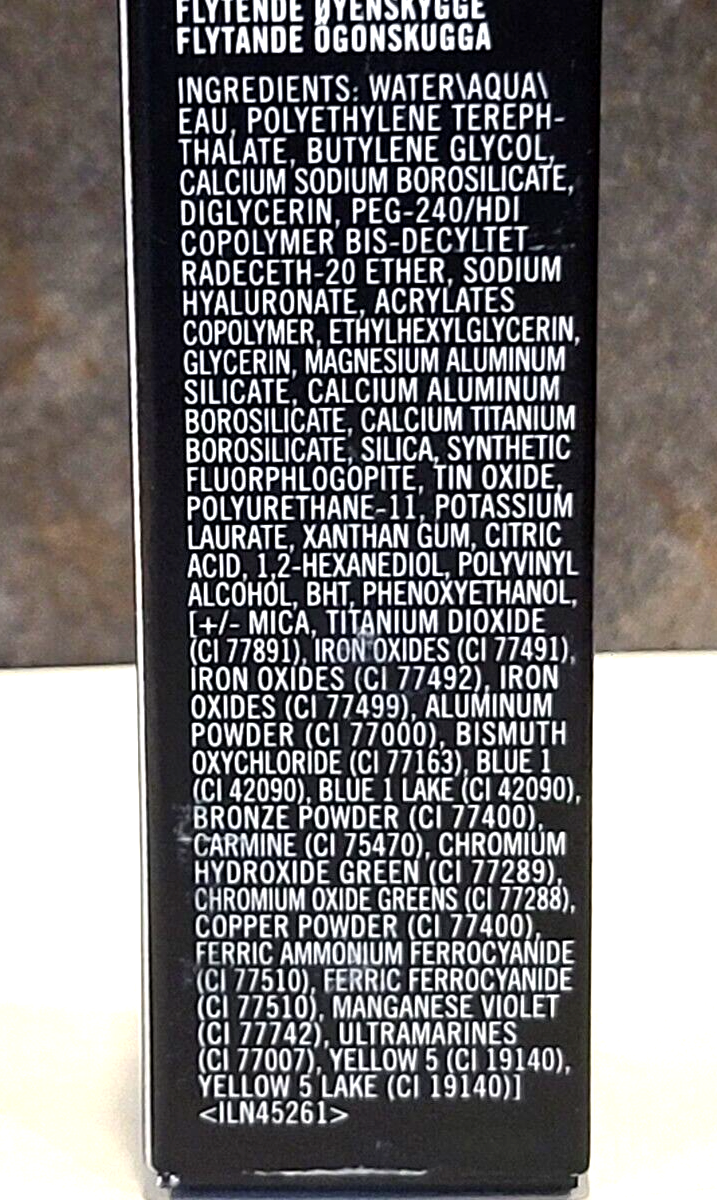 FLYTENDE ØYENSKYGGE
FLYTANDE ÖGONSKUGGA
INGREDIENTS: WATER\AQUA\
EAU, POLYETHYLENE TEREPH-
THALATE, BUTYLENE GLYCOL,
CALCIUM SODIUM BOROSILICATE,
DIGLYCERIN, PEG-240/HDI
COPOLYMER BIS-DECYLTET
RADECETH-20 ETHER, SODIUM
HYALURONATE, ACRYLATES
COPOLYMER, ETHYLHEXYLGLYCERIN,
GLYCERIN, MAGNESIUM ALUMINUM
SILICATE, CALCIUM ALUMINUM
BOROSILICATE, CALCIUM TITANIUM
BOROSILICATE, SILICA, SYNTHETIC
FLUORPHLOGOPITE, TIN OXIDE,
POLYURETHANE-11, POTASSIUM
LAURATE, XANTHAN GUM, CITRIC
ACID, 1,2-HEXANEDIOL, POLYVINYL
ALCOHOL, BHT, PHENOXYETHANOL,
[+/- MICA, TITANIUM DIOXIDE
(CI 77891), IRON OXIDES (CI 77491),
IRON OXIDES (CI 77492), IRON
OXIDES (CI 77499), ALUMINUM
POWDER (CI 77000), BISMUTH
OXYCHLORIDE (CI 77163), BLUE 1
(CI 42090), BLUE 1 LAKE (CI 42090),
BRONZE POWDER (CI 77400),
CARMINE (CI 75470), CHROMIUM
HYDROXIDE GREEN (CI 77289),
CHROMIUM OXIDE GREENS (CI 77288),
COPPER POWDER (CI 77400),
FERRIC AMMONIUM FERROCYANIDE
(CI 77510), FERRIC FERROCYANIDE
(CI 77510), MANGANESE VIOLET
(CI 77742), ULTRAMARINES
(CI 77007), YELLOW 5 (CI 19140),
YELLOW 5 LAKE (CI 19140)]
<ILN45261>